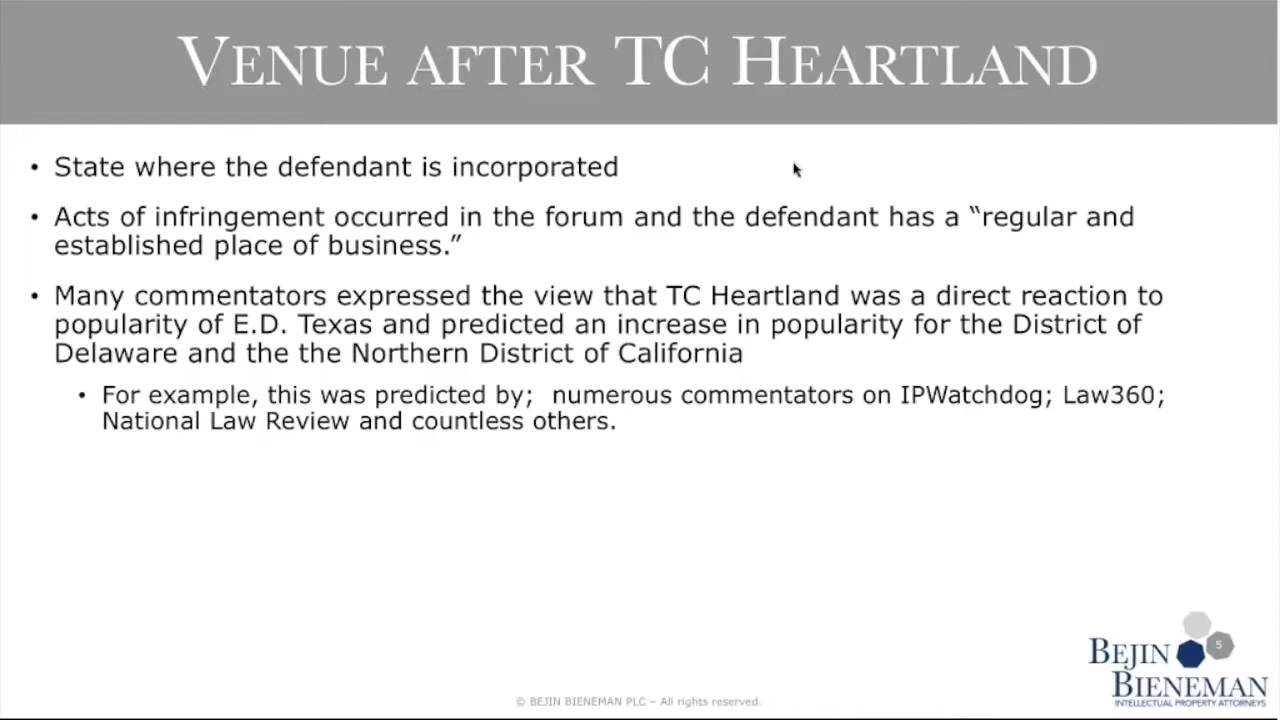 VENUE AFTER TC HEARTLAND
• State where the defendant is incorporated
• Acts of infringement occurred in the forum and the defendant has a “regular and
established place of business.”
• Many commentators expressed the view that TC Heartland was a direct reaction to
popularity of E.D. Texas and predicted an increase in popularity for the District of
Delaware and the the Northern District of California
• For example, this was predicted by;  numerous commentators on IPWatchdog; Law360;
National Law Review and countless others.
5
BEJIN
BIENEMAN
INTELLECTUAL PROPERTY ATTORNEYS
© BEJIN BIENEMAN PLC – All rights reserved.